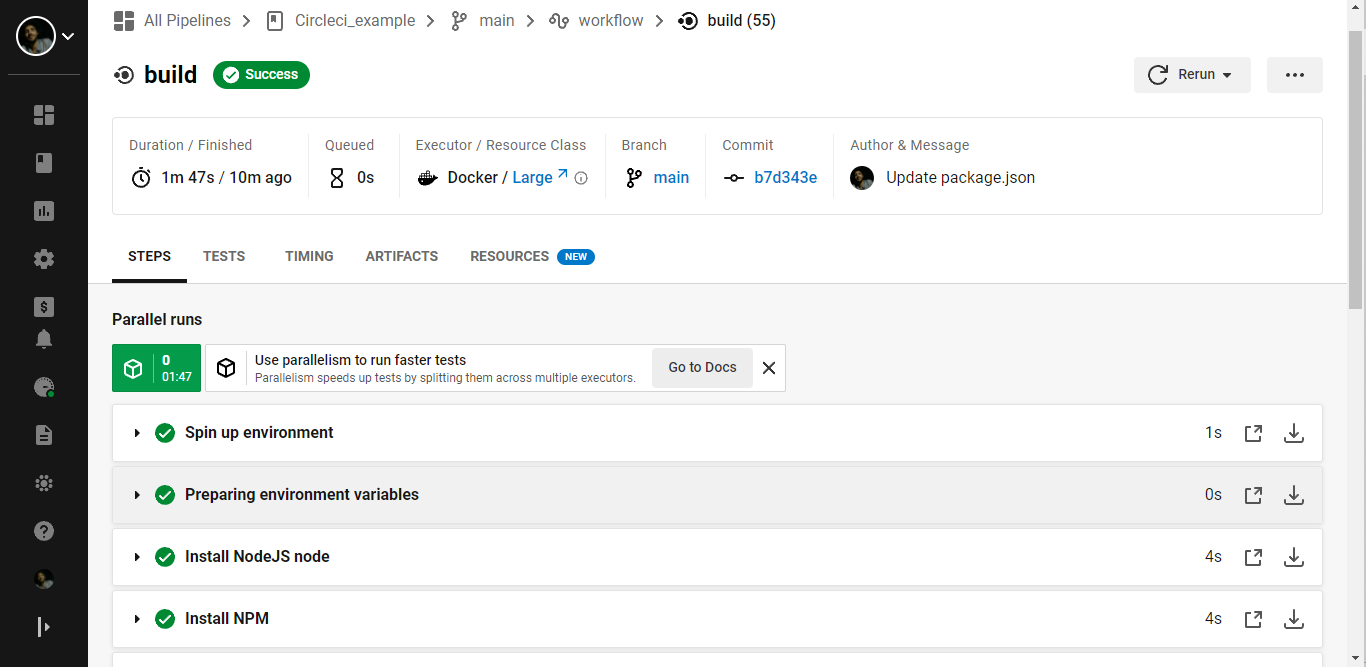 All Pipelines Circleci_example main workflow build (55)
build Success Rerun
Duration / Finished Queued Executor / Resource Class Branch Commit Author & Message
1m 47s / 10m ago 0s Docker / Large main b7d343e Update package.json
STEPS TESTS TIMING ARTIFACTS RESOURCES NEW
Parallel runs
0
01:47
Use parallelism to run faster tests
Parallelism speeds up tests by splitting them across multiple executors.
Go to Docs
Spin up environment 1s
Preparing environment variables 0s
Install NodeJS node 4s
Install NPM 4s